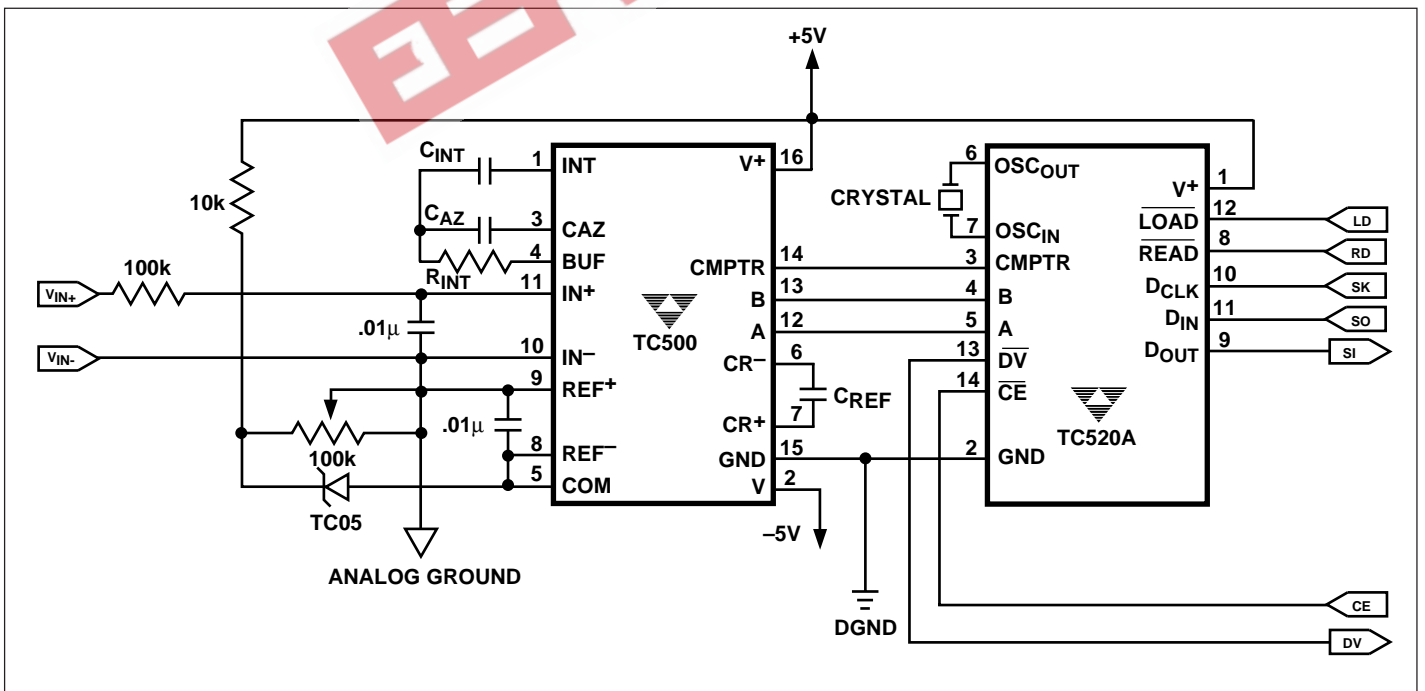 +5V
CINT
1
INT
V+
16
10k
CAZ
3
CAZ
4
BUF
RINT
100k
VIN+
11
IN+
.01µ
VIN-
10
IN–
9
REF+
.01µ
100k
8
REF–
5
COM
TC05
ANALOG GROUND
TC500
CMPTR
14
B
13
A
12
CR–
6
CREF
CR+
7
GND
15
V
2
–5V
DGND
CRYSTAL
6
OSCOUT
7
OSCIN
3
CMPTR
4
B
5
A
13
DV
14
CE
2
GND
TC520A
V+
1
LOAD
12
LD
READ
8
RD
DCLK
10
SK
DIN
11
SO
DOUT
9
SI
CE
DV